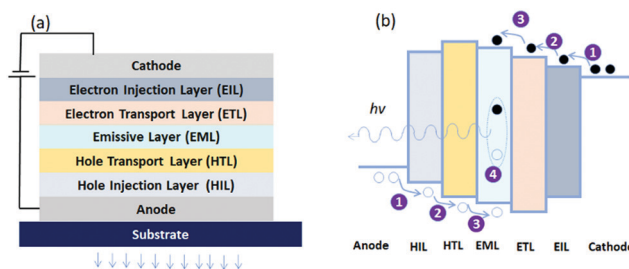 (a)
Cathode
Electron Injection Layer (EIL)
Electron Transport Layer (ETL)
Emissive Layer (EML)
Hole Transport Layer (HTL)
Hole Injection Layer (HIL)
Anode
Substrate
(b)
3
2
1
hv
4
1
2
3
Anode HIL HTL EML ETL EIL Cathode